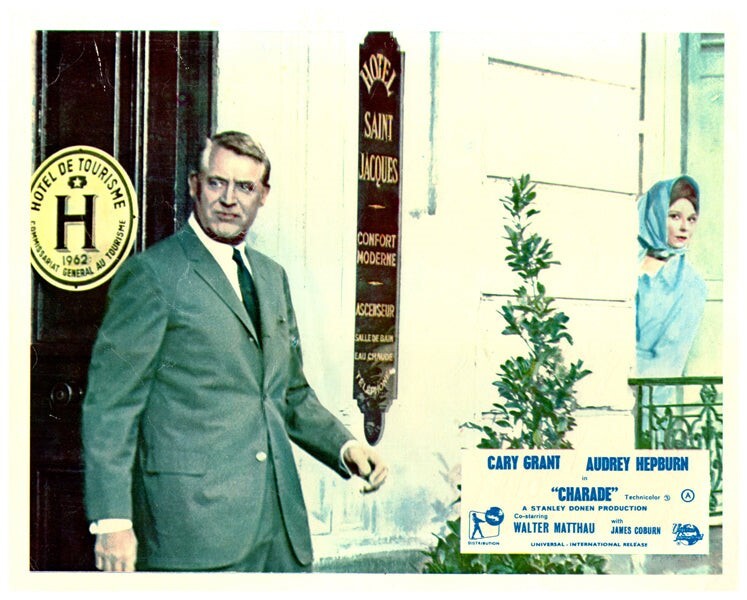 HOTEL DE TOURISME
H
1962
COMMISSARIAT GENERAL AU TOURISME
HOTEL
SAINT
JACQUES
CONFORT
MODERNE
ASCENSEUR
SALLE DE BAIN
EAU CHAUDE
TELEPHONE
CARY GRANT AUDREY HEPBURN
in
"CHARADE" Technicolor A
A STANLEY DONEN PRODUCTION
Co-starring
WALTER MATTHAU with JAMES COBURN
DISTRIBUTION
UNIVERSAL - INTERNATIONAL RELEASE